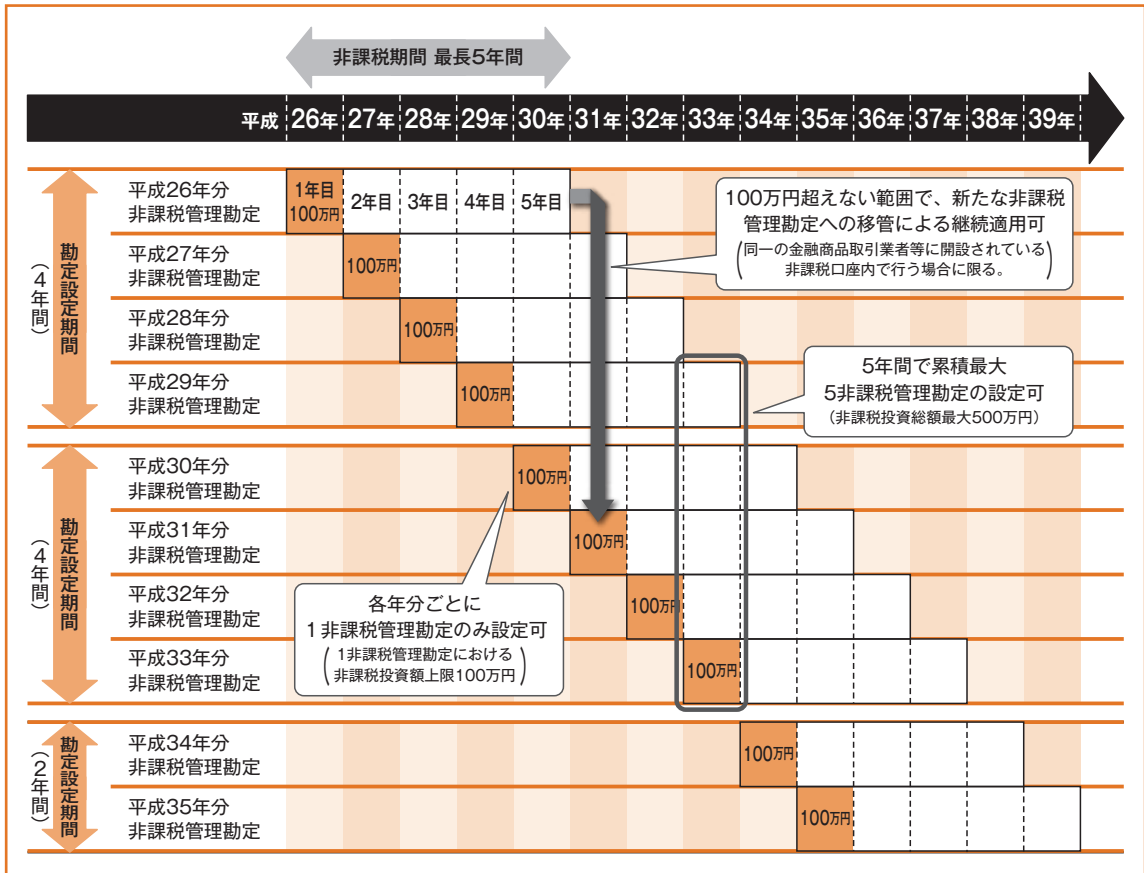 非課税期間 最長5年間
平成 26年 27年 28年 29年 30年 31年 32年 33年 34年 35年 36年 37年 38年 39年
勘定設定期間
（4年間）
平成26年分
非課税管理勘定
1年目
100万円
2年目 3年目 4年目 5年目
100万円超えない範囲で、新たな非課税
管理勘定への移管による継続適用可
（同一の金融商品取引業者等に開設されている
非課税口座内で行う場合に限る。）
平成27年分
非課税管理勘定
100万円
平成28年分
非課税管理勘定
100万円
平成29年分
非課税管理勘定
100万円
5年間で累積最大
5非課税管理勘定の設定可
（非課税投資総額最大500万円）
勘定設定期間
（4年間）
平成30年分
非課税管理勘定
100万円
平成31年分
非課税管理勘定
100万円
平成32年分
非課税管理勘定
100万円
各年分ごとに
1非課税管理勘定のみ設定可
（1非課税管理勘定における
非課税投資額上限100万円）
平成33年分
非課税管理勘定
100万円
勘定設定期間
（2年間）
平成34年分
非課税管理勘定
100万円
平成35年分
非課税管理勘定
100万円